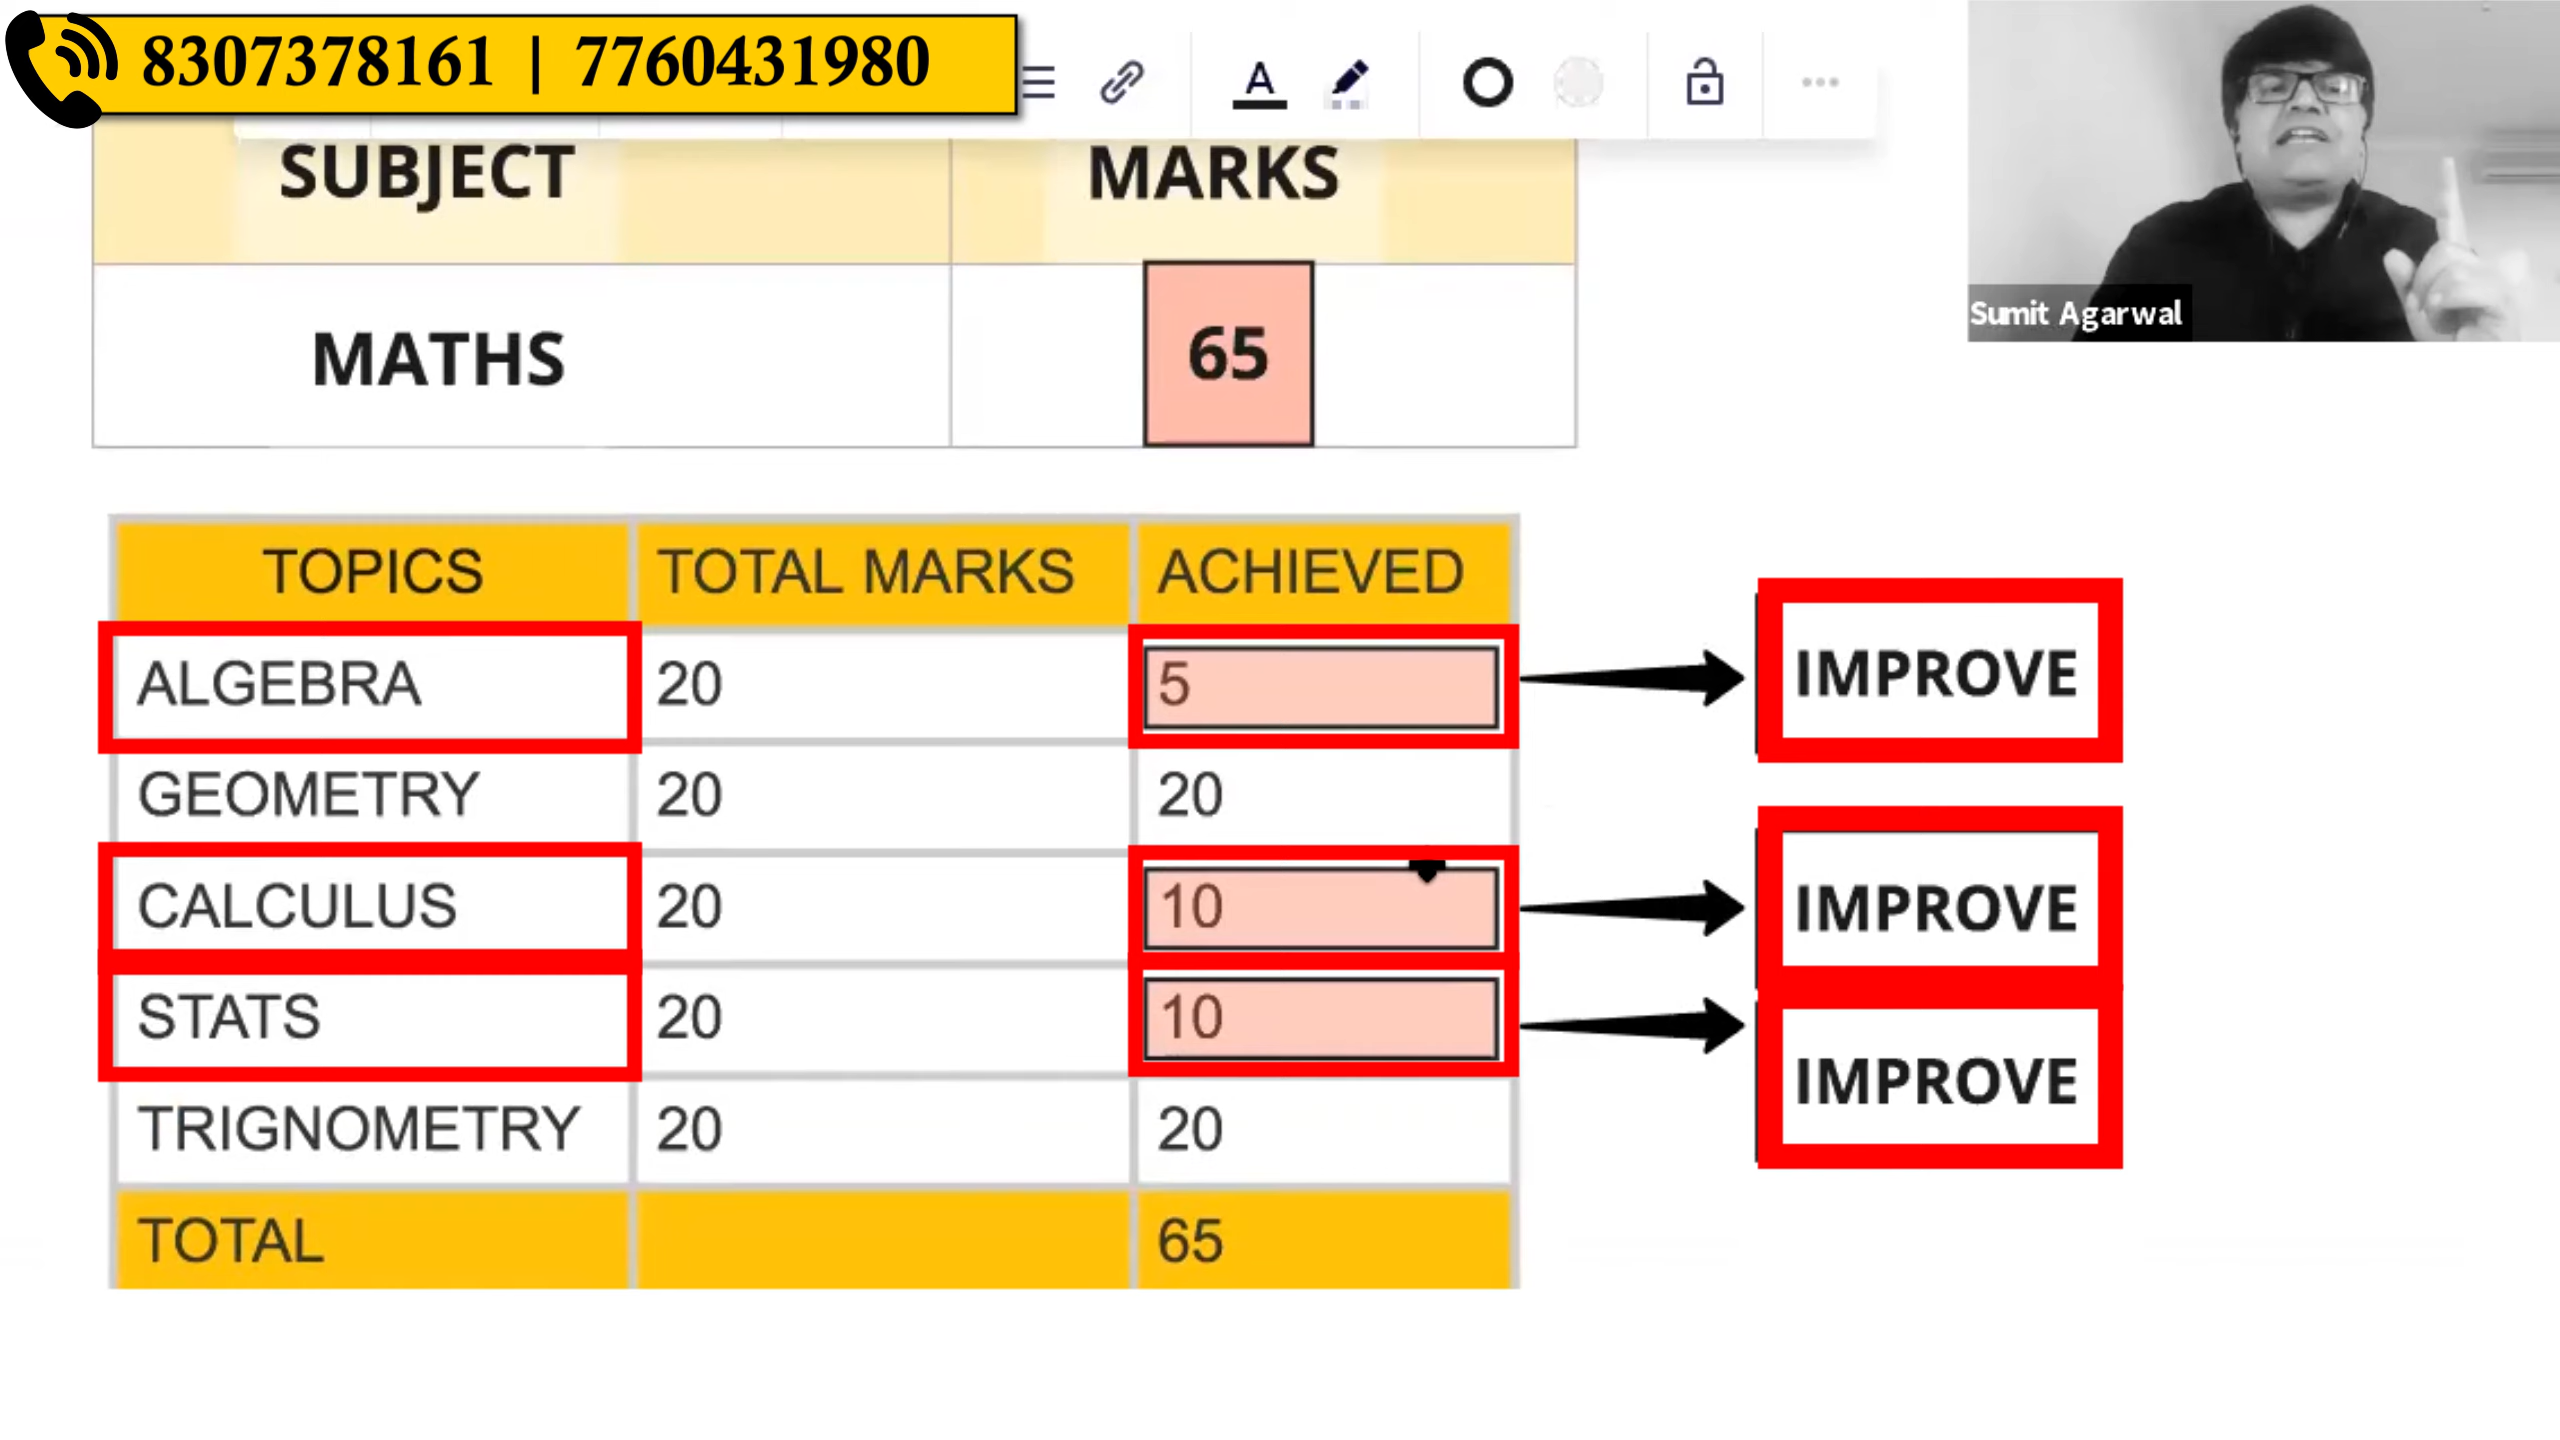 8307378161 | 7760431980
A
Sumit Agarwal
SUBJECT MARKS
MATHS 65
TOPICS TOTAL MARKS ACHIEVED
ALGEBRA 20 5 IMPROVE
GEOMETRY 20 20
CALCULUS 20 10 IMPROVE
STATS 20 10 IMPROVE
TRIGNOMETRY 20 20
TOTAL 65